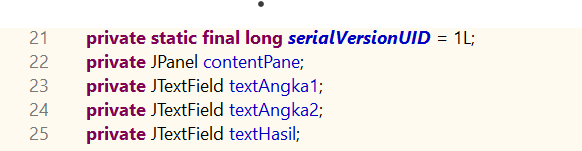 21 private static final long serialVersionUID = 1L;
22 private JPanel contentPane;
23 private JTextField textAngka1;
24 private JTextField textAngka2;
25 private JTextField textHasil;